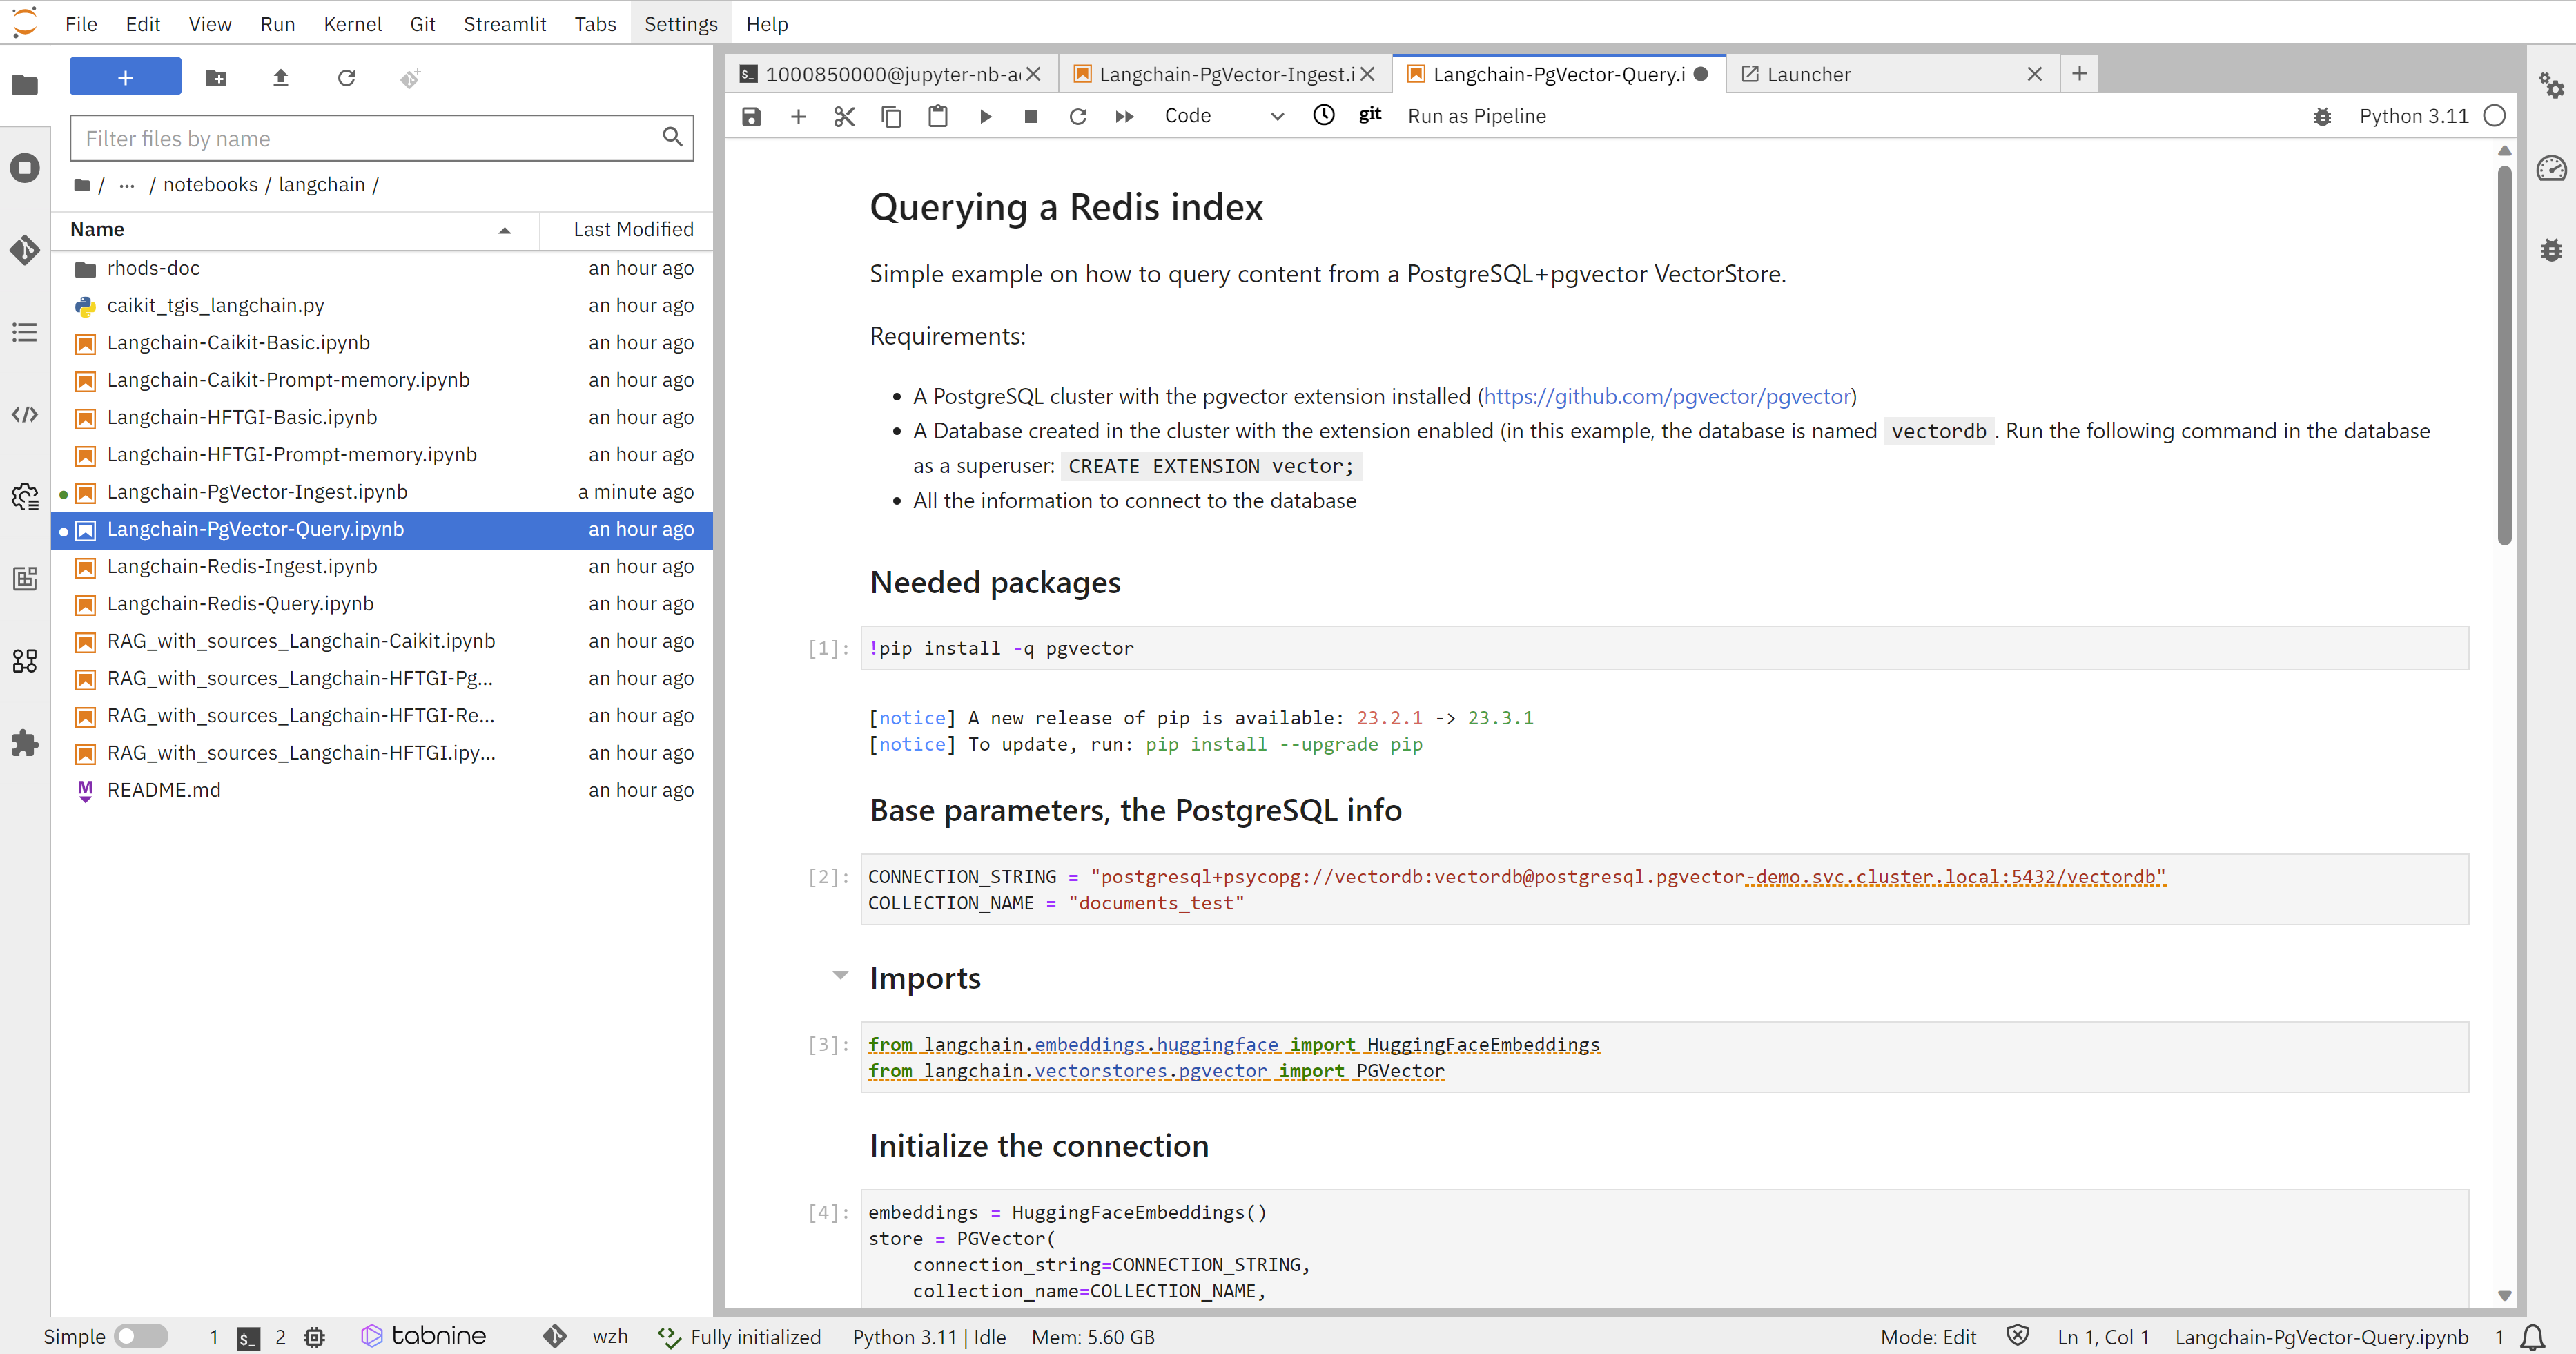 File Edit View Run Kernel Git Streamlit Tabs Settings Help
+
Filter files by name
/ ... / notebooks / langchain /
Name Last Modified
rhods-doc an hour ago
caikit_tgis_langchain.py an hour ago
Langchain-Caikit-Basic.ipynb an hour ago
Langchain-Caikit-Prompt-memory.ipynb an hour ago
Langchain-HFTGI-Basic.ipynb an hour ago
Langchain-HFTGI-Prompt-memory.ipynb an hour ago
Langchain-PgVector-Ingest.ipynb a minute ago
Langchain-PgVector-Query.ipynb an hour ago
Langchain-Redis-Ingest.ipynb an hour ago
Langchain-Redis-Query.ipynb an hour ago
RAG_with_sources_Langchain-Caikit.ipynb an hour ago
RAG_with_sources_Langchain-HFTGI-Pg... an hour ago
RAG_with_sources_Langchain-HFTGI-Re... an hour ago
RAG_with_sources_Langchain-HFTGI.ipy... an hour ago
M README.md an hour ago
$_ 1000850000@jupyter-nb-a Langchain-PgVector-Ingest.i Langchain-PgVector-Query.i Launcher +
Code git Run as Pipeline Python 3.11
Querying a Redis index
Simple example on how to query content from a PostgreSQL+pgvector VectorStore.
Requirements:
• A PostgreSQL cluster with the pgvector extension installed (https://github.com/pgvector/pgvector)
• A Database created in the cluster with the extension enabled (in this example, the database is named vectordb . Run the following command in the database
as a superuser: CREATE EXTENSION vector;
• All the information to connect to the database
Needed packages
[1]: !pip install -q pgvector
[notice] A new release of pip is available: 23.2.1 -> 23.3.1
[notice] To update, run: pip install --upgrade pip
Base parameters, the PostgreSQL info
[2]: CONNECTION_STRING = "postgresql+psycopg://vectordb:vectordb@postgresql.pgvector-demo.svc.cluster.local:5432/vectordb"
COLLECTION_NAME = "documents_test"
Imports
[3]: from langchain.embeddings.huggingface import HuggingFaceEmbeddings
from langchain.vectorstores.pgvector import PGVector
Initialize the connection
[4]: embeddings = HuggingFaceEmbeddings()
store = PGVector(
connection_string=CONNECTION_STRING,
collection_name=COLLECTION_NAME,
Simple 1 $_ 2 tabnine wzh Fully initialized Python 3.11 | Idle Mem: 5.60 GB Mode: Edit Ln 1, Col 1 Langchain-PgVector-Query.ipynb 1